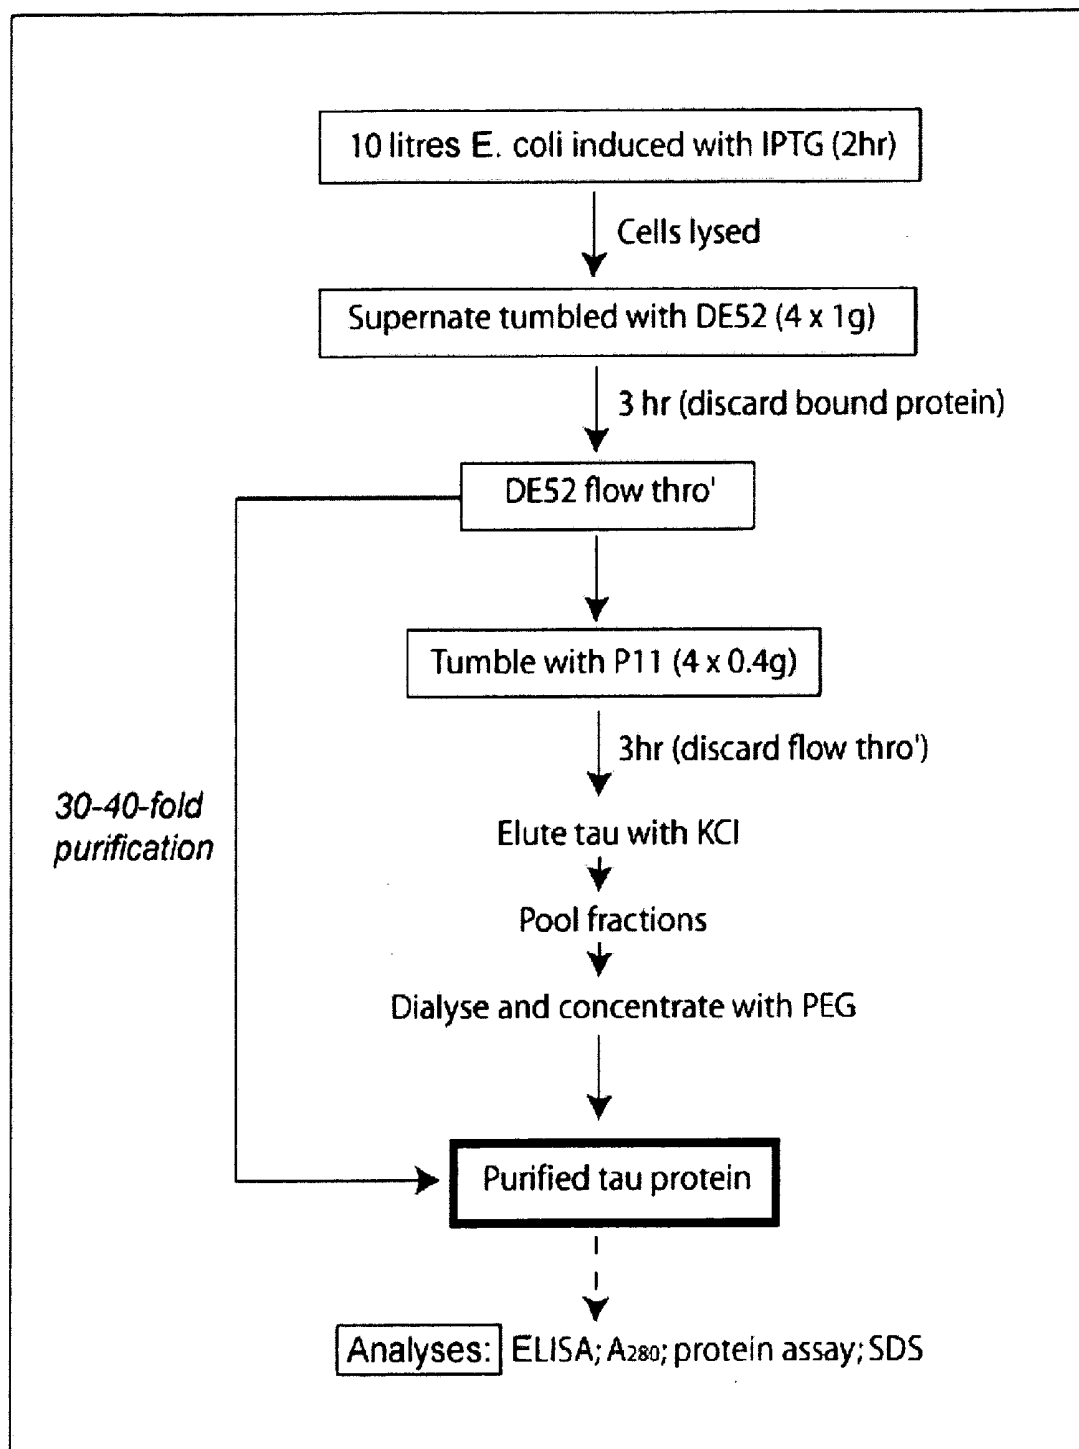 10 litres E. coli induced with IPTG (2hr)
Cells lysed
Supernate tumbled with DE52 (4 x 1g)
3 hr (discard bound protein)
DE52 flow thro'
Tumble with P11 (4 x 0.4g)
3hr (discard flow thro')
30-40-fold
purification
Elute tau with KCl
Pool fractions
Dialyse and concentrate with PEG
Purified tau protein
Analyses: ELISA; A280; protein assay; SDS